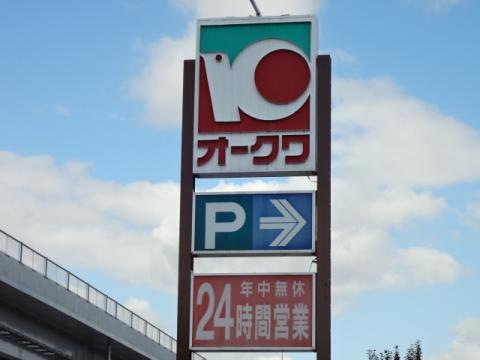 オークワ
P
年中無休
24時間営業